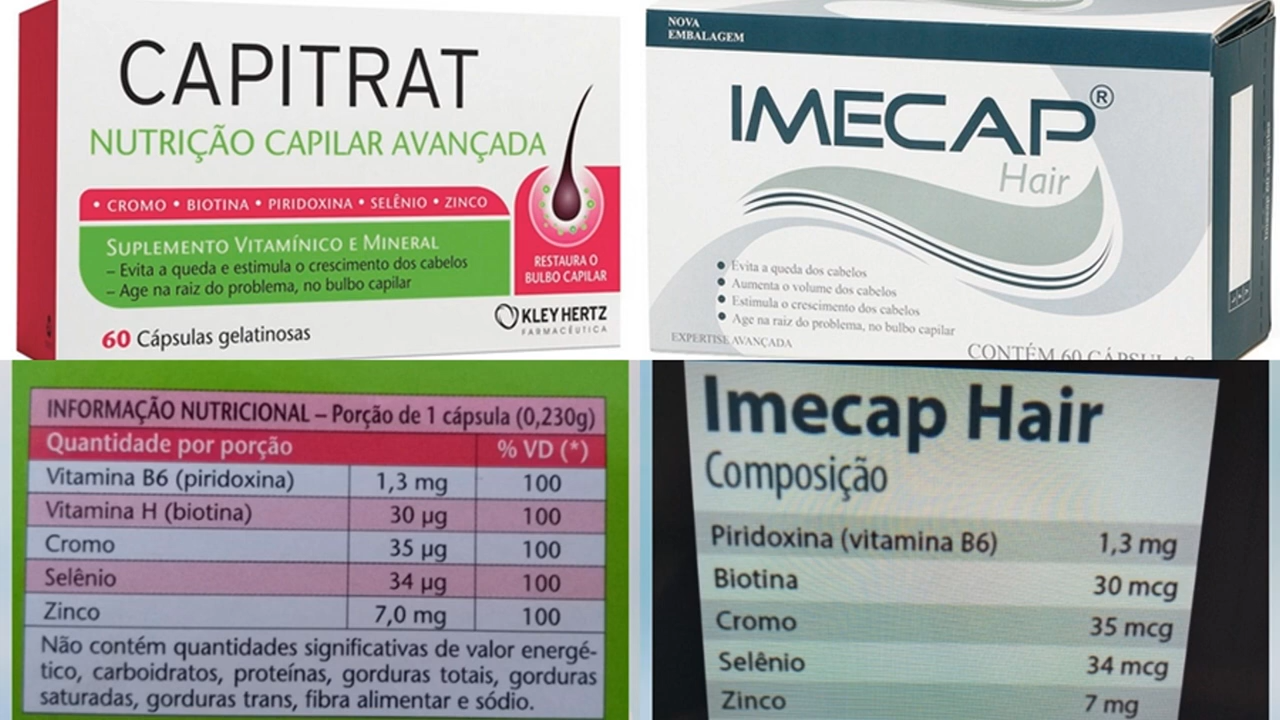 CAPITRAT
NUTRIÇÃO CAPILAR AVANÇADA
• CROMO • BIOTINA • PIRIDOXINA • SELÊNIO • ZINCO
SUPLEMENTO VITAMÍNICO E MINERAL
– Evita a queda e estimula o crescimento dos cabelos
– Age na raiz do problema, no bulbo capilar
RESTAURA O
BULBO CAPILAR
60 Cápsulas gelatinosas
KLEY HERTZ
FARMACÊUTICA
NOVA
EMBALAGEM
IMECAP®
Hair
• Evita a queda dos cabelos
• Aumenta o volume dos cabelos
• Estimula o crescimento dos cabelos
• Age na raiz do problema, no bulbo capilar
EXPERTISE AVANÇADA
CONTÉM 60 CÁPSULAS
INFORMAÇÃO NUTRICIONAL – Porção de 1 cápsula (0,230g)
Quantidade por porção % VD (*)
Vitamina B6 (piridoxina) 1,3 mg 100
Vitamina H (biotina) 30 µg 100
Cromo 35 µg 100
Selênio 34 µg 100
Zinco 7,0 mg 100
Não contém quantidades significativas de valor energé-
tico, carboidratos, proteínas, gorduras totais, gorduras
saturadas, gorduras trans, fibra alimentar e sódio.
Imecap Hair
Composição
Piridoxina (vitamina B6) 1,3 mg
Biotina 30 mcg
Cromo 35 mcg
Selênio 34 mcg
Zinco 7 mg